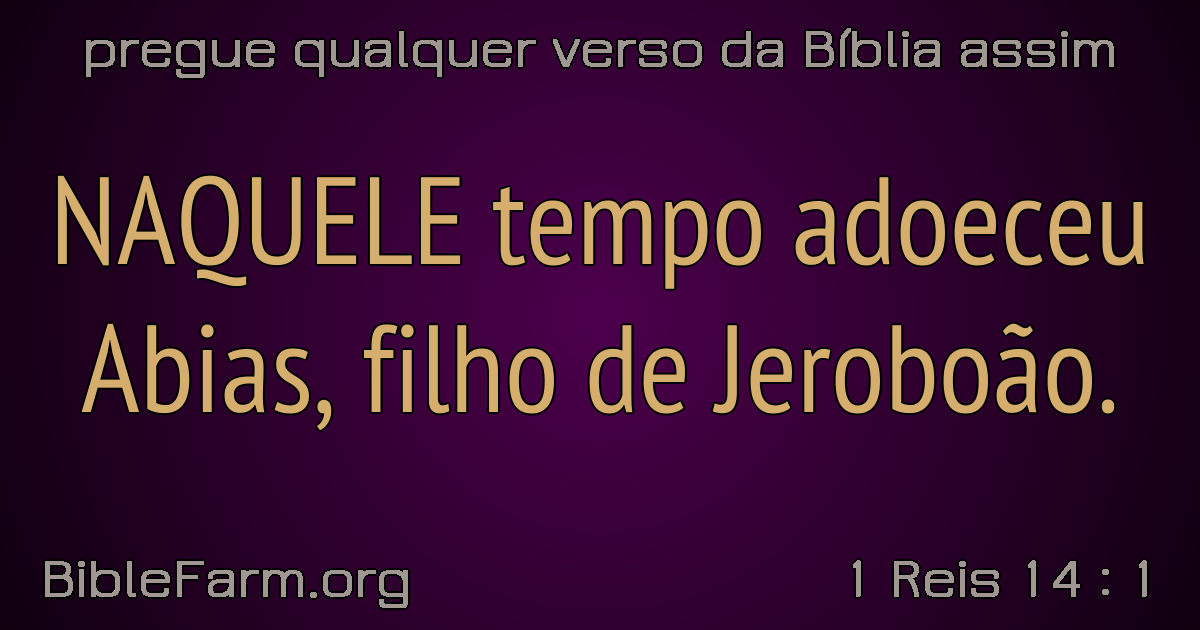 pregue qualquer verso da Bíblia assim
NAQUELE tempo adoeceu
Abias, filho de Jeroboão.
BibleFarm.org
1 Reis 14 : 1